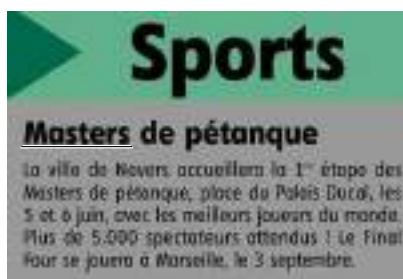 Sports
Masters de pétanque
La ville de Nevers accueillera la 1re étape des
Masters de pétanque, place du Palais Ducal, les
5 et 6 juin, avec les meilleurs joueurs du monde.
Plus de 5.000 spectateurs attendus ! Le Final
Four se jouera à Marseille, le 3 septembre.